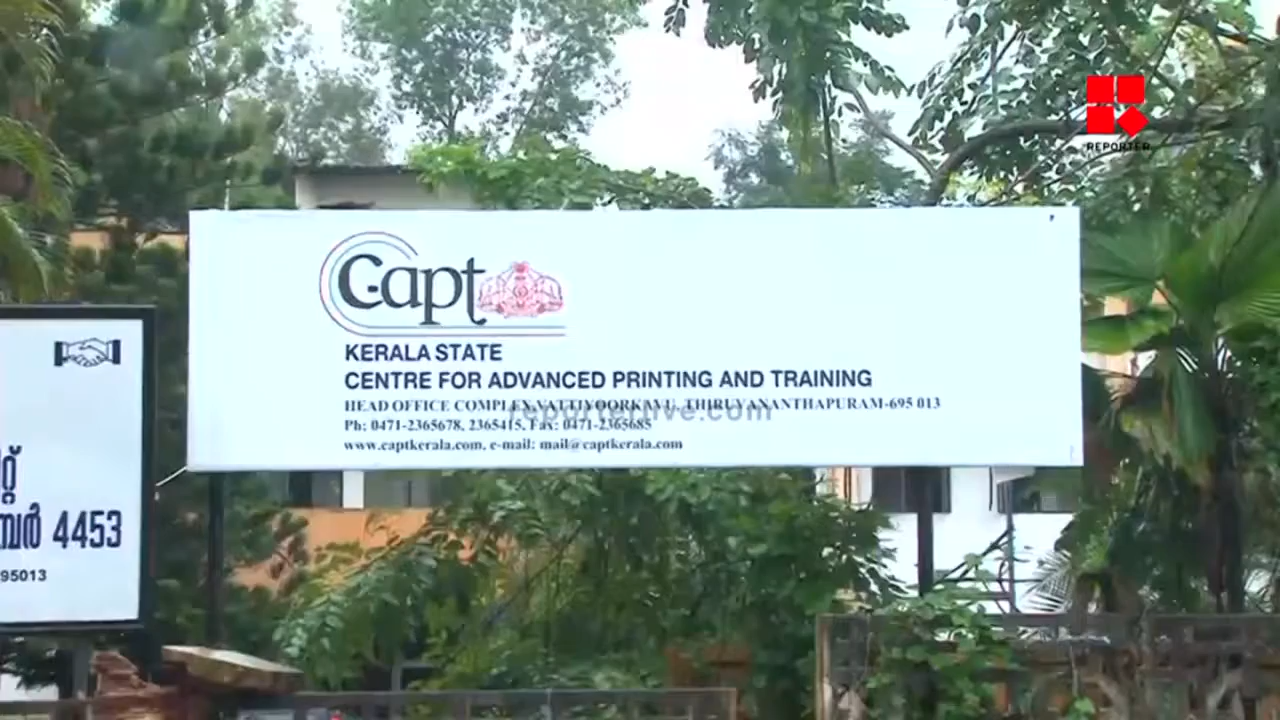 REPORTER
C-apt
KERALA STATE
CENTRE FOR ADVANCED PRINTING AND TRAINING
HEAD OFFICE COMPLEX, VATTIYOORKAVU, THIRUVANANTHAPURAM-695 013
reporterlive.com
Ph: 0471-2365678, 2365415, Fax: 0471-2365685
www.captkerala.com, e-mail: mail@captkerala.com
റ്റ്
മ്പർ 4453
95013